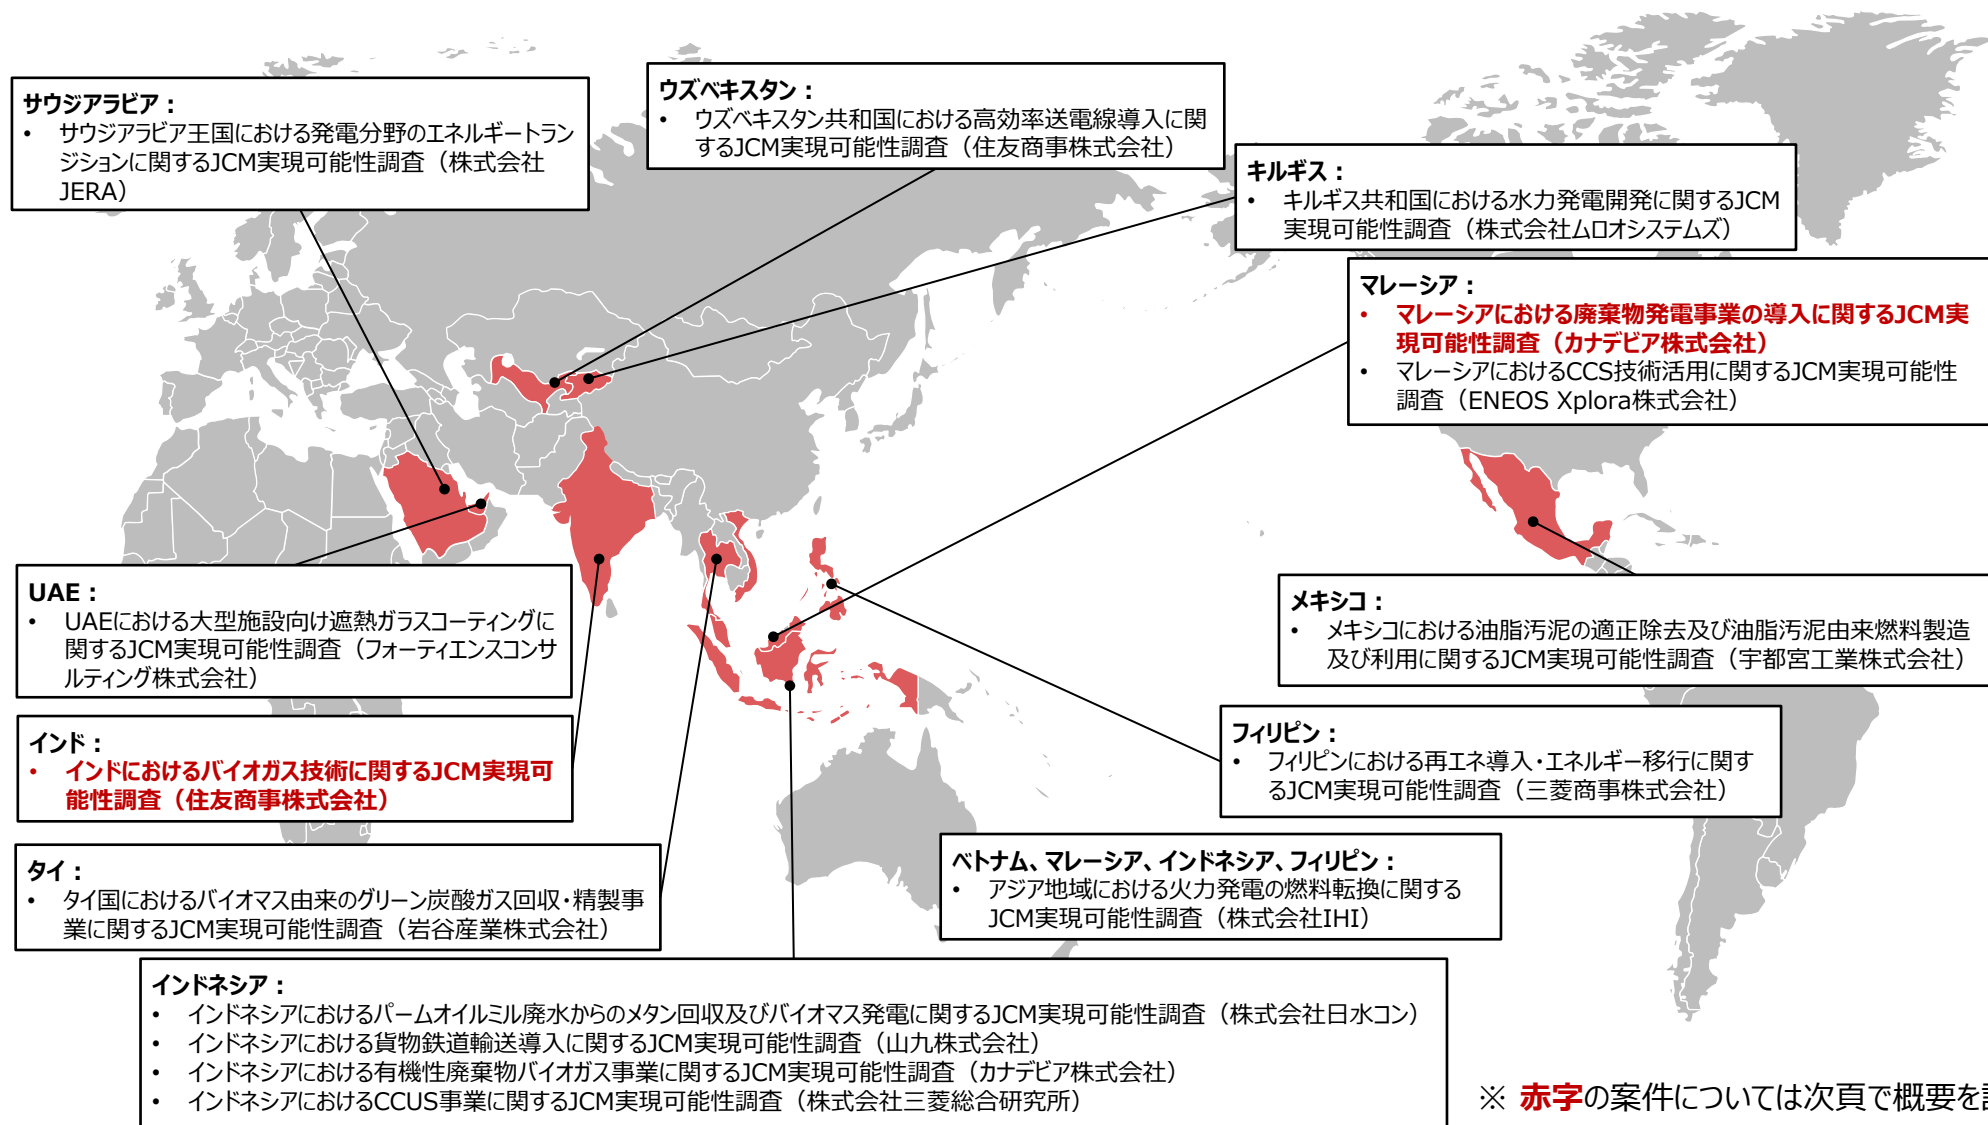 サウジアラビア：
• サウジアラビア王国における発電分野のエネルギートラン
ジションに関するJCM実現可能性調査（株式会社
JERA）
ウズベキスタン：
• ウズベキスタン共和国における高効率送電線導入に関
するJCM実現可能性調査（住友商事株式会社）
キルギス：
• キルギス共和国における水力発電開発に関するJCM
実現可能性調査（株式会社ムロオシステムズ）
マレーシア：
• マレーシアにおける廃棄物発電事業の導入に関するJCM実
現可能性調査（カナデビア株式会社）
• マレーシアにおけるCCS技術活用に関するJCM実現可能性
調査（ENEOS Xplora株式会社）
UAE：
• UAEにおける大型施設向け遮熱ガラスコーティングに
関するJCM実現可能性調査（フォーティエンスコンサ
ルティング株式会社）
メキシコ：
• メキシコにおける油脂汚泥の適正除去及び油脂汚泥由来燃料製造
及び利用に関するJCM実現可能性調査（宇都宮工業株式会社）
インド：
• インドにおけるバイオガス技術に関するJCM実現可
能性調査（住友商事株式会社）
フィリピン：
• フィリピンにおける再エネ導入・エネルギー移行に関す
るJCM実現可能性調査（三菱商事株式会社）
タイ：
• タイ国におけるバイオマス由来のグリーン炭酸ガス回収・精製事
業に関するJCM実現可能性調査（岩谷産業株式会社）
ベトナム、マレーシア、インドネシア、フィリピン：
• アジア地域における火力発電の燃料転換に関する
JCM実現可能性調査（株式会社IHI）
インドネシア：
• インドネシアにおけるパームオイルミル廃水からのメタン回収及びバイオマス発電に関するJCM実現可能性調査（株式会社日水コン）
• インドネシアにおける貨物鉄道輸送導入に関するJCM実現可能性調査（山九株式会社）
• インドネシアにおける有機性廃棄物バイオガス事業に関するJCM実現可能性調査（カナデビア株式会社）
• インドネシアにおけるCCUS事業に関するJCM実現可能性調査（株式会社三菱総合研究所）
※ 赤字の案件については次頁で概要を